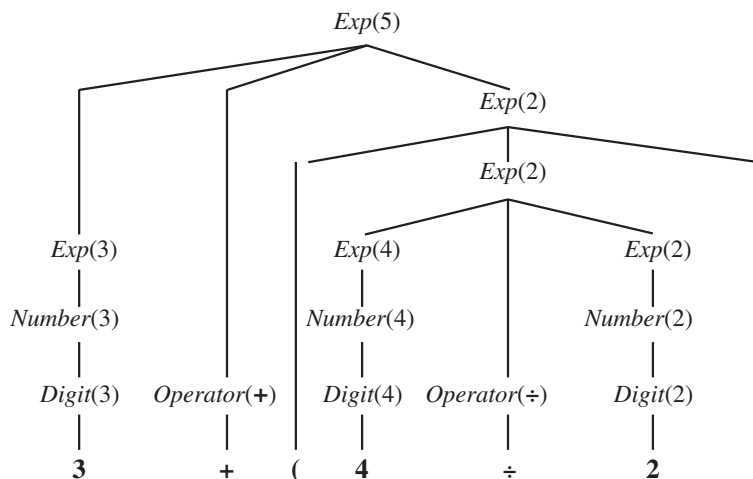 Exp(5)
Exp(2)
Exp(2)
Exp(3) Exp(4) Exp(2)
Number(3) Number(4) Number(2)
Digit(3) Operator(+) Digit(4) Operator(÷) Digit(2)
3 + ( 4 ÷ 2